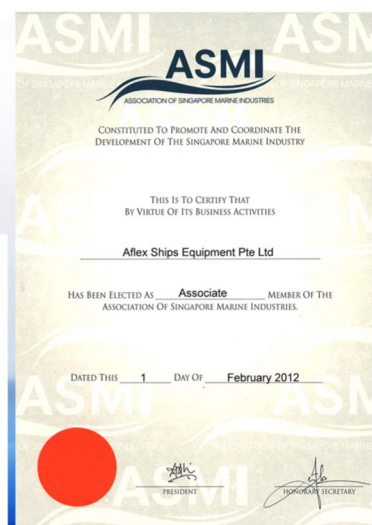 ASMI
ASSOCIATION OF SINGAPORE MARINE INDUSTRIES
CONSTITUTED TO PROMOTE AND COORDINATE THE
DEVELOPMENT OF THE SINGAPORE MARINE INDUSTRY
THIS IS TO CERTIFY THAT
BY VIRTUE OF ITS BUSINESS ACTIVITIES
Aflex Ships Equipment Pte Ltd
HAS BEEN ELECTED AS Associate MEMBER OF THE
ASSOCIATION OF SINGAPORE MARINE INDUSTRIES.
DATED THIS 1 DAY OF February 2012
PRESIDENT
HONORARY SECRETARY